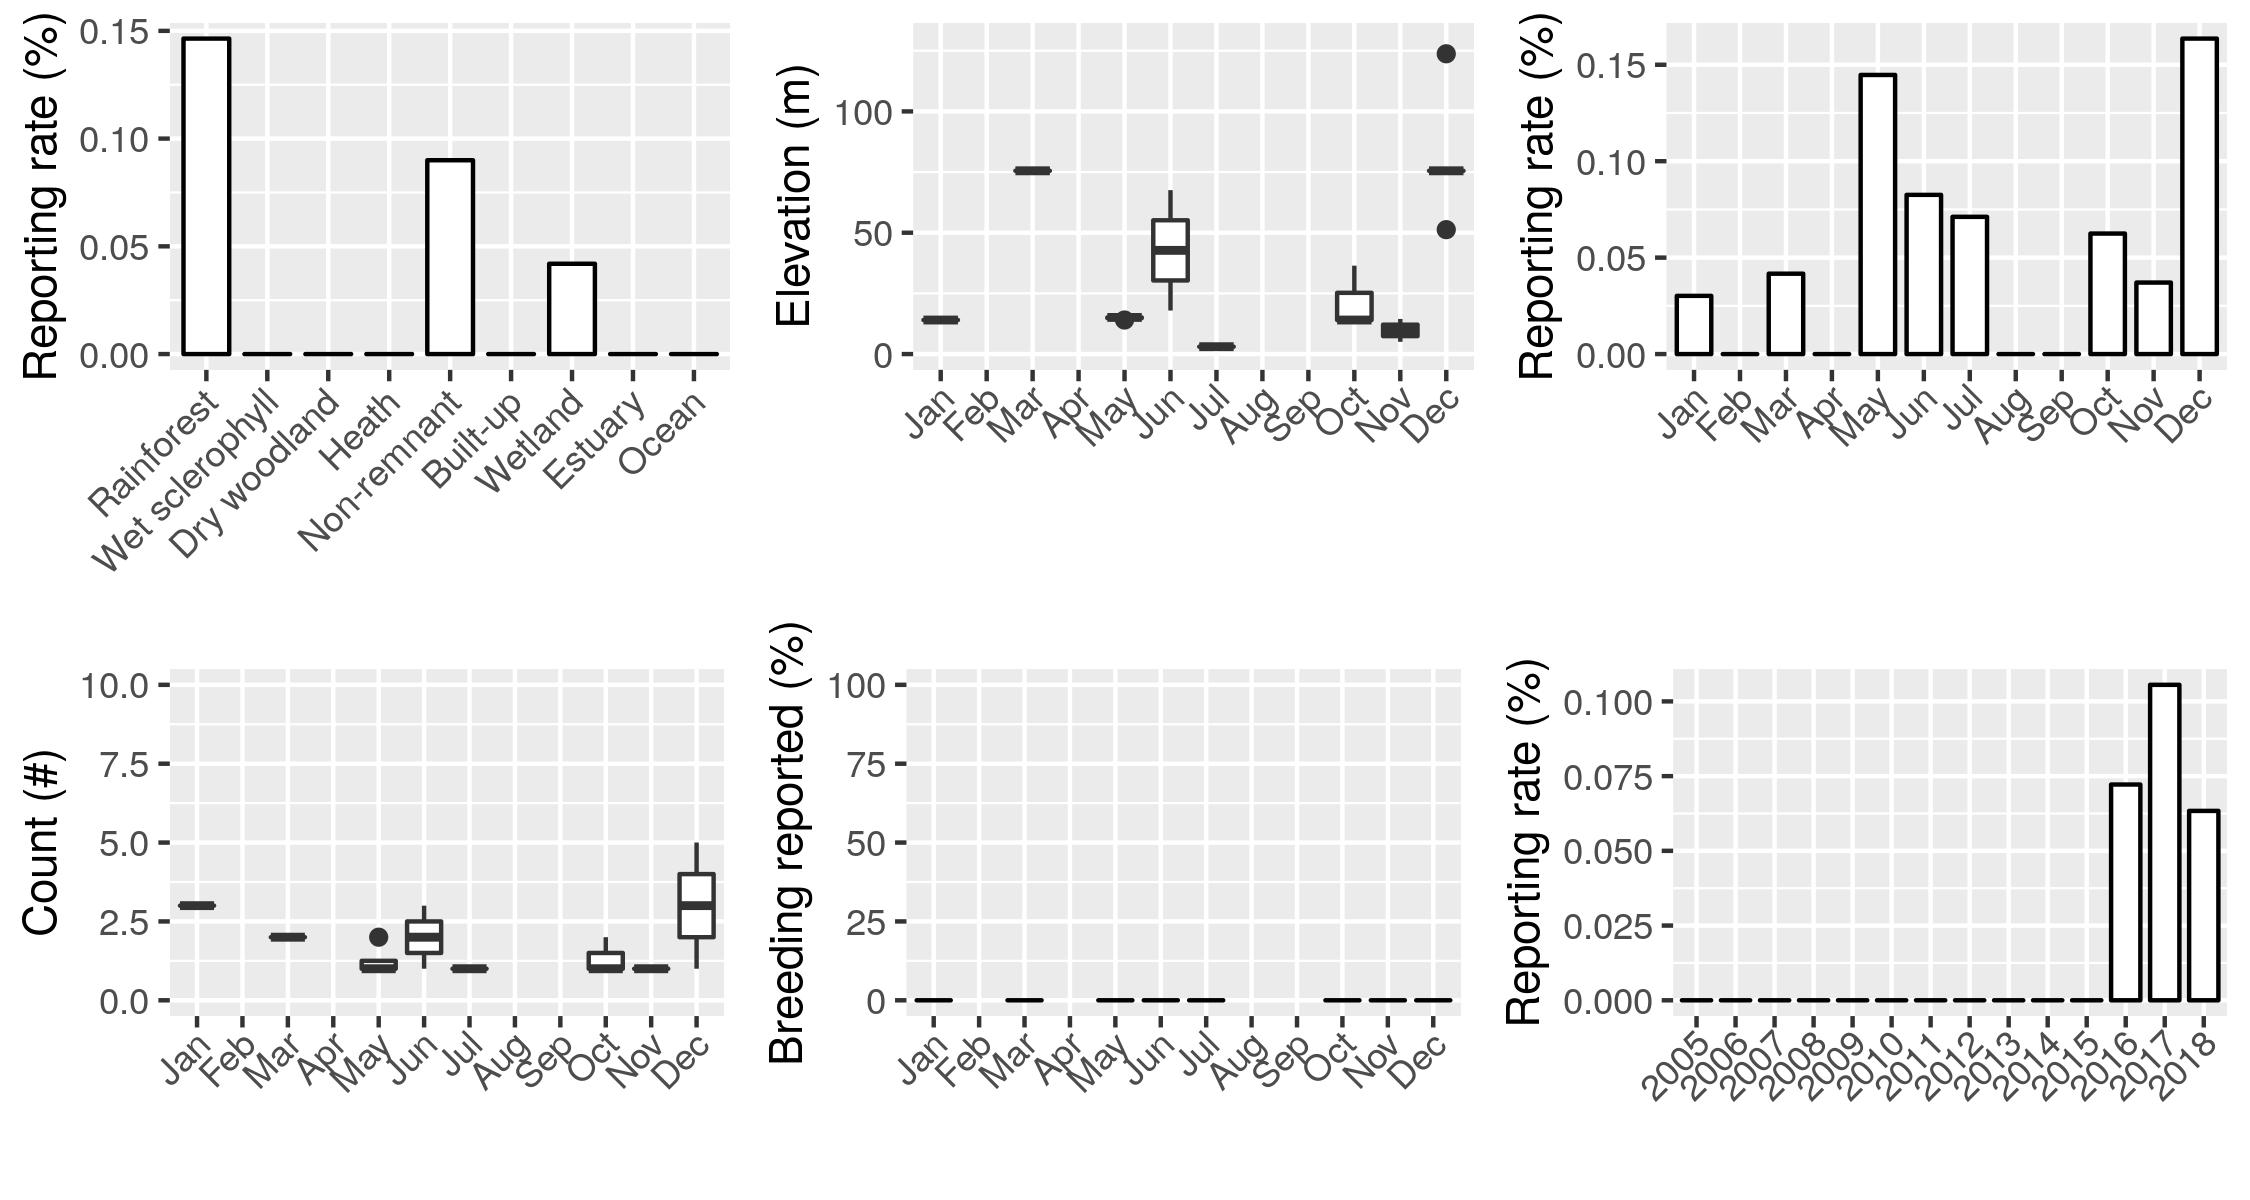 Reporting rate (%)
0.15
0.10
0.05
0.00
Rainforest
Wet sclerophyll
Dry woodland
Heath
Non-remnant
Built-up
Wetland
Estuary
Ocean
Elevation (m)
100
50
0
Jan
Feb
Mar
Apr
May
Jun
Jul
Aug
Sep
Oct
Nov
Dec
Reporting rate (%)
0.15
0.10
0.05
0.00
Jan
Feb
Mar
Apr
May
Jun
Jul
Aug
Sep
Oct
Nov
Dec
Count (#)
10.0
7.5
5.0
2.5
0.0
Jan
Feb
Mar
Apr
May
Jun
Jul
Aug
Sep
Oct
Nov
Dec
Breeding reported (%)
100
75
50
25
0
Jan
Feb
Mar
Apr
May
Jun
Jul
Aug
Sep
Oct
Nov
Dec
Reporting rate (%)
0.100
0.075
0.050
0.025
0.000
2005
2006
2007
2008
2009
2010
2011
2012
2013
2014
2015
2016
2017
2018